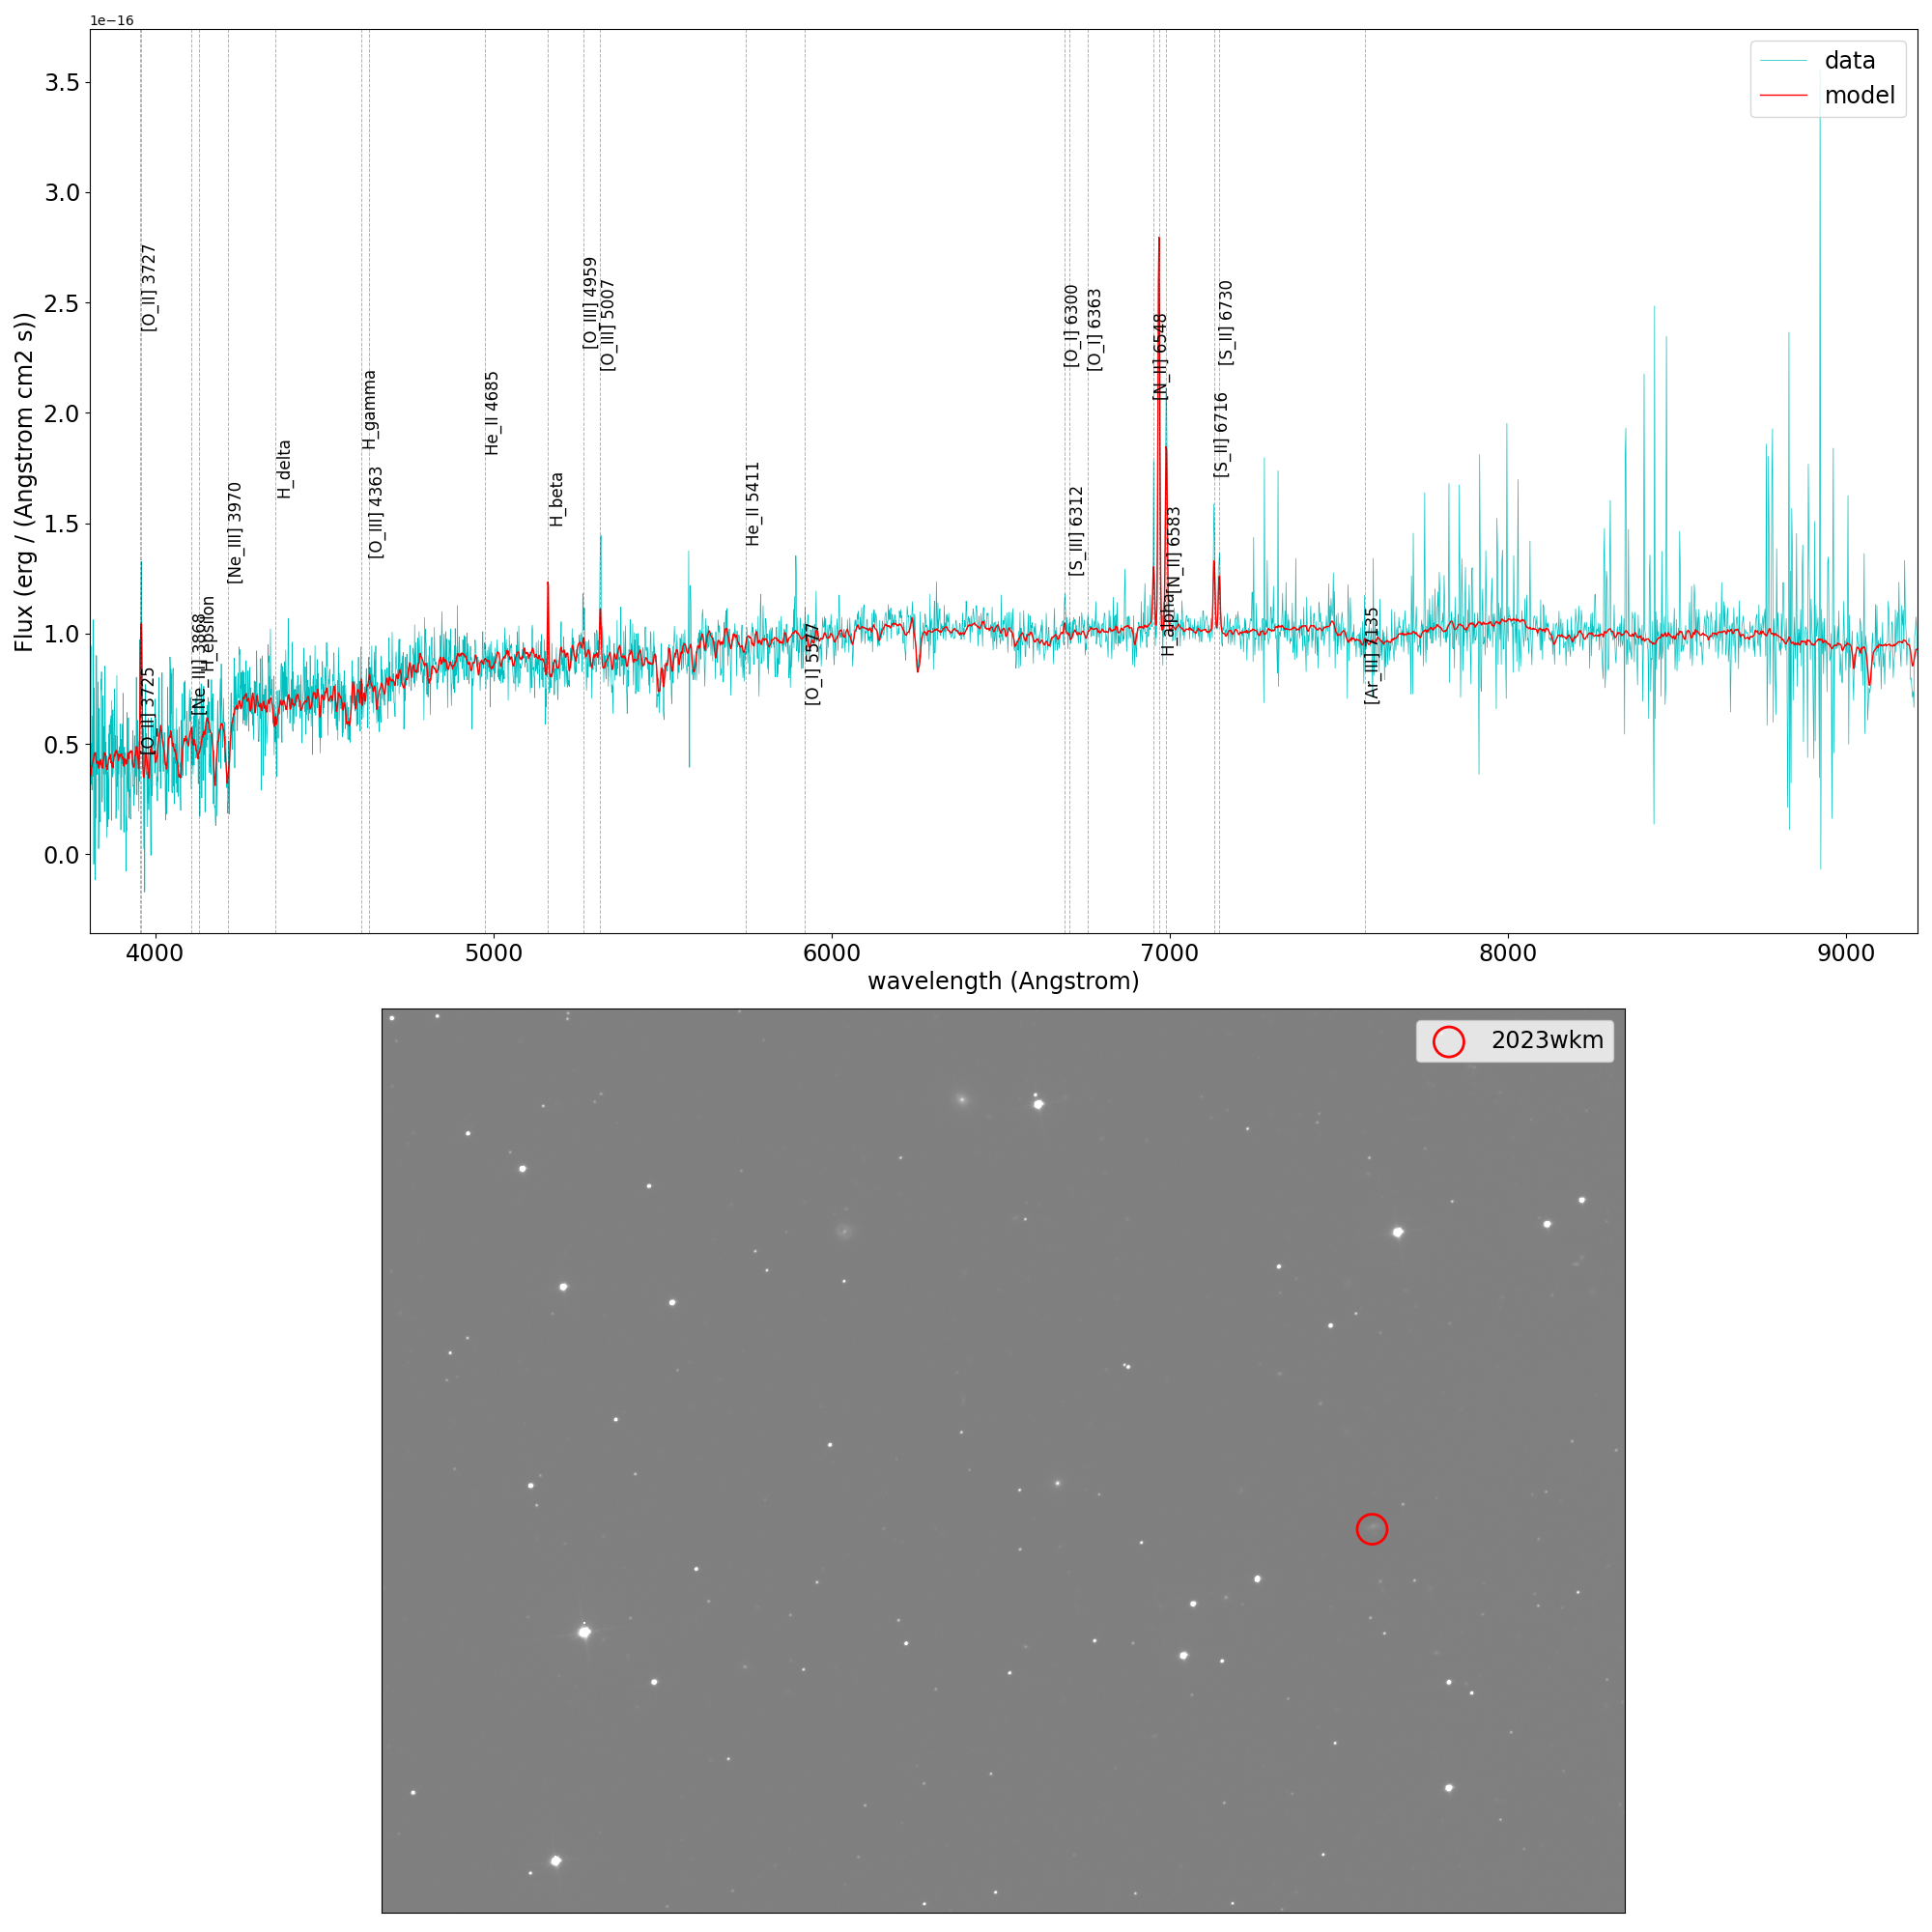 1e−16
data
model
3.5
3.0
2.5
2.0
1.5
1.0
0.5
0.0
Flux (erg / (Angstrom cm2 s))
[O_II] 3727
[O_II] 3725
[Ne_III] 3868
H_epsilon
[Ne_III] 3970
H_delta
H_gamma
[O_III] 4363
He_II 4685
H_beta
[O_III] 4959
[O_III] 5007
He_II 5411
[O_I] 5577
[O_I] 6300
[S_III] 6312
[O_I] 6363
[N_II] 6548
H_alpha
[N_II] 6583
[S_II] 6716
[S_II] 6730
[Ar_III] 7135
4000
5000
6000
7000
8000
9000
wavelength (Angstrom)
2023wkm